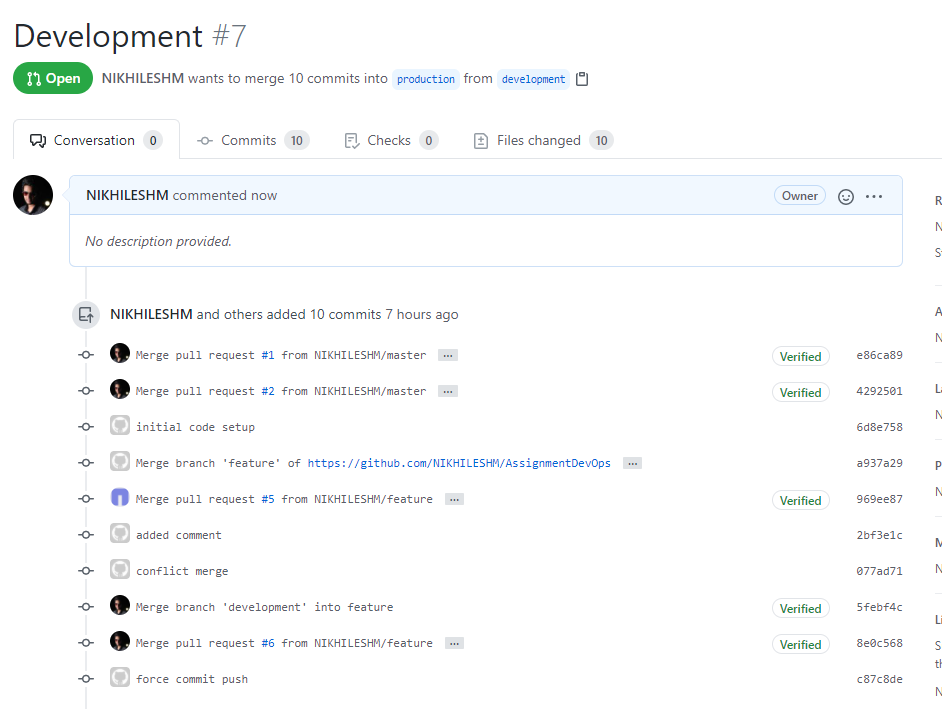 Development #7
Open NIKHILESHM wants to merge 10 commits into production from development
Conversation 0 Commits 10 Checks 0 Files changed 10
NIKHILESHM commented now Owner
No description provided.
NIKHILESHM and others added 10 commits 7 hours ago
Merge pull request #1 from NIKHILESHM/master ... Verified e86ca89
Merge pull request #2 from NIKHILESHM/master ... Verified 4292501
initial code setup 6d8e758
Merge branch 'feature' of https://github.com/NIKHILESHM/AssignmentDevOps ... a937a29
Merge pull request #5 from NIKHILESHM/feature ... Verified 969ee87
added comment 2bf3e1c
conflict merge 077ad71
Merge branch 'development' into feature Verified 5febf4c
Merge pull request #6 from NIKHILESHM/feature ... Verified 8e0c568
force commit push c87c8de